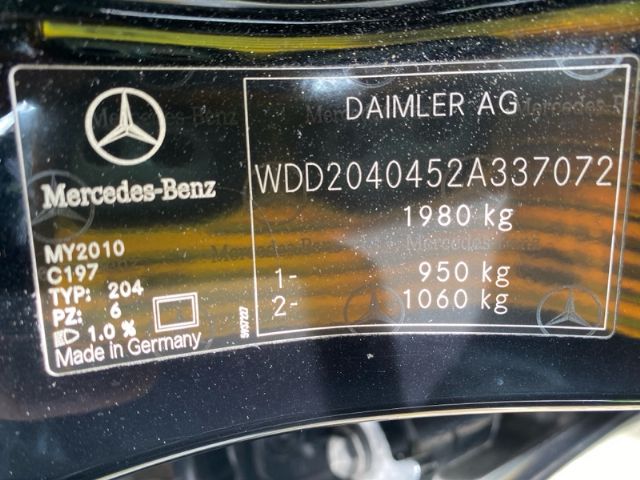 Mercedes-Benz
MY2010
C197
TYP: 204
PZ: 6
1.0 %
Made in Germany
DAIMLER AG
WDD2040452A337072
1980 kg
1- 950 kg
2- 1060 kg